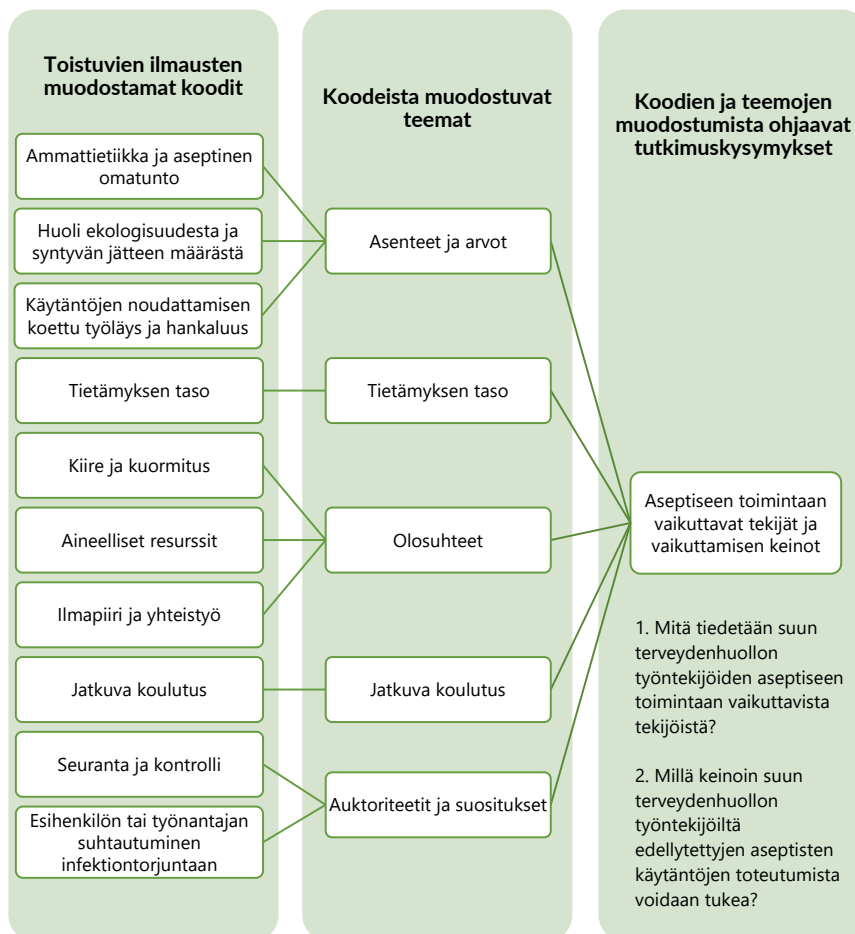 Toistuvien ilmausten
muodostamat koodit
Ammattietiikka ja aseptinen
omatunto
Huoli ekologisuudesta ja
syntyvän jätteen määrästä
Käytäntöjen noudattamisen
koettu työläys ja hankaluus
Tietämyksen taso
Kiire ja kuormitus
Aineelliset resurssit
Ilmapiiri ja yhteistyö
Jatkuva koulutus
Seuranta ja kontrolli
Esihenkilön tai työnantajan
suhtautuminen
infektiontorjuntaan
Koodeista muodostuvat
teemat
Asenteet ja arvot
Tietämyksen taso
Olosuhteet
Jatkuva koulutus
Auktoriteetit ja suositukset
Koodien ja teemojen
muodostumista ohjaavat
tutkimuskysymykset
Aseptiseen toimintaan
vaikuttavat tekijät ja
vaikuttamisen keinot
1. Mitä tiedetään suun
terveydenhuollon
työntekijöiden aseptiseen
toimintaan vaikuttavista
tekijöistä?
2. Millä keinoin suun
terveydenhuollon
työntekijöiltä
edellytettyjen aseptisten
käytäntöjen toteutumista
voidaan tukea?